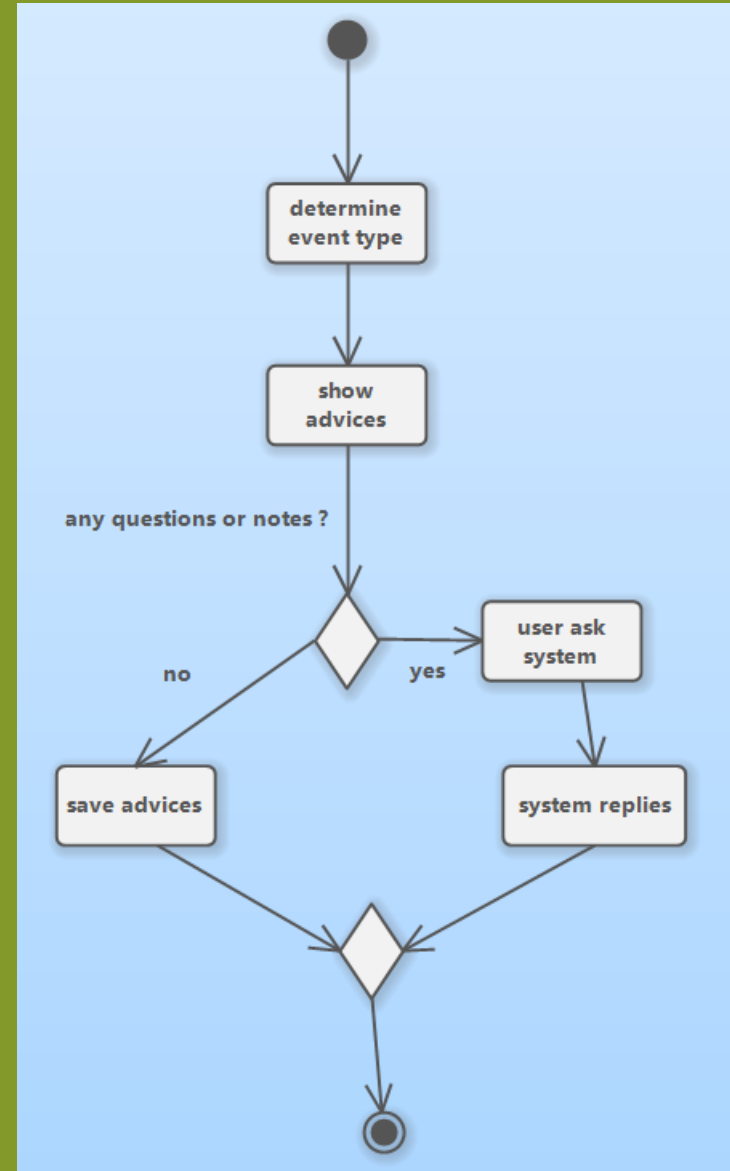 determine
event type
show
advices
any questions or notes ?
user ask
system
yes
no
save advices
system replies